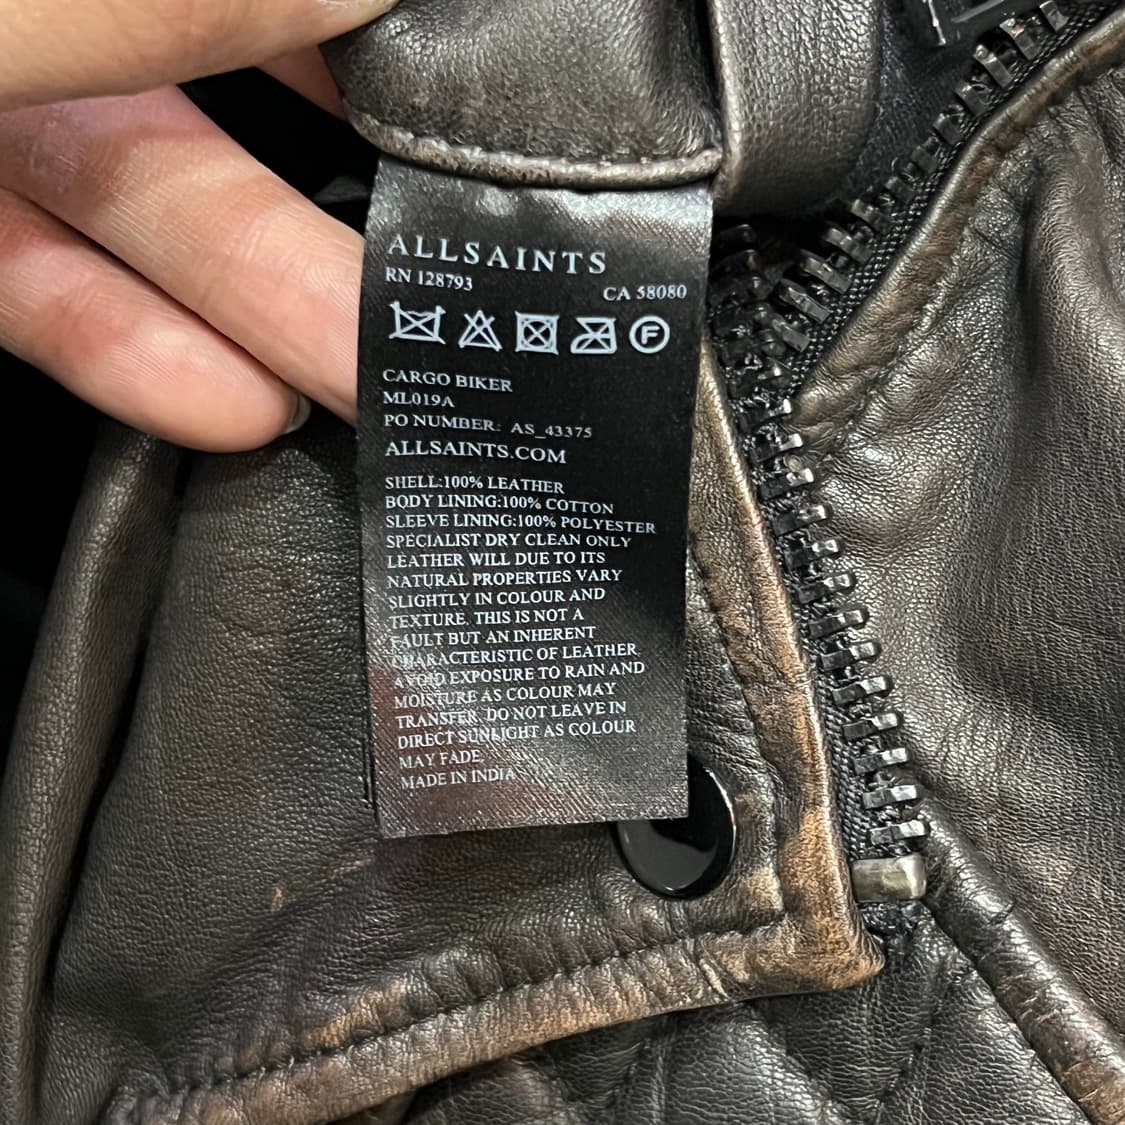 ALLSAINTS
RN 128793 CA 58080
F
CARGO BIKER
ML019A
PO NUMBER: AS_43375
ALLSAINTS.COM
SHELL:100% LEATHER
BODY LINING:100% COTTON
SLEEVE LINING:100% POLYESTER
SPECIALIST DRY CLEAN ONLY
LEATHER WILL DUE TO ITS
NATURAL PROPERTIES VARY
SLIGHTLY IN COLOUR AND
TEXTURE, THIS IS NOT A
FAULT BUT AN INHERENT
CHARACTERISTIC OF LEATHER
AVOID EXPOSURE TO RAIN AND
MOISTURE AS COLOUR MAY
TRANSFER, DO NOT LEAVE IN
DIRECT SUNLIGHT AS COLOUR
MAY FADE,
MADE IN INDIA